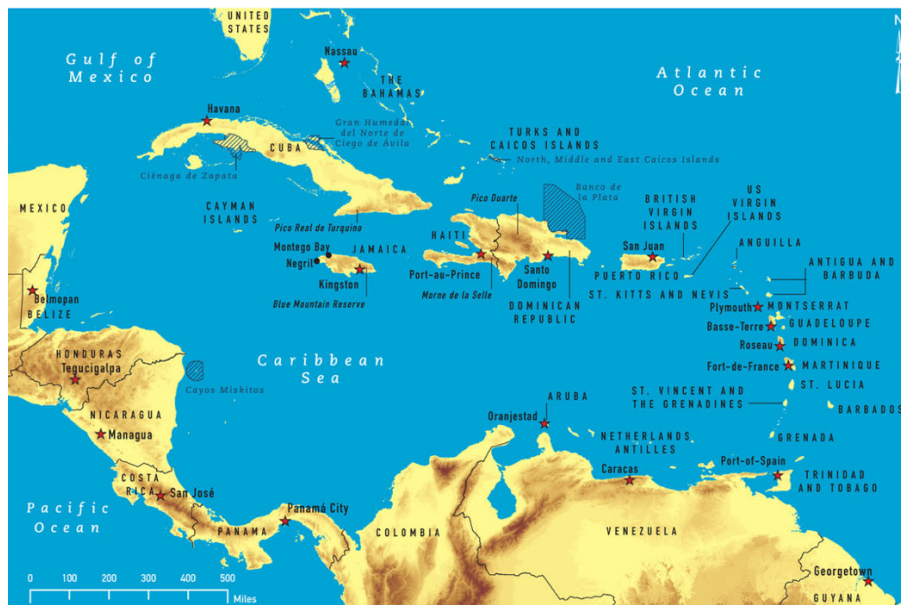 UNITED
STATES
N
Gulf of
Mexico
Nassau
THE
BAHAMAS
Atlantic
Ocean
Havana
Gran Humeda
del Norte de
Ciego de Ávila
CUBA
TURKS AND
CAICOS ISLANDS
North, Middle and East Caicos Islands
Ciénaga de Zapata
MEXICO
CAYMAN
ISLANDS
Pico Duarte
Banco de
la Plata
BRITISH
VIRGIN
ISLANDS
US
VIRGIN
ISLANDS
Pico Real de Turquino
HAITI
Montego Bay
JAMAICA
Negril
San Juan
ANGUILLA
Kingston
Port-au-Prince
Santo
Domingo
PUERTO RICO
ANTIGUA AND
BARBUDA
Belmopan
BELIZE
Blue Mountain Reserve
Morne de la Selle
DOMINICAN
REPUBLIC
ST. KITTS AND NEVIS
Plymouth
MONTSERRAT
Basse-Terre
GUADELOUPE
Roseau
DOMINICA
HONDURAS
Tegucigalpa
Caribbean
Sea
Fort-de-France
MARTINIQUE
Cayos Miskitos
ST. LUCIA
ST. VINCENT AND
THE GRENADINES
ARUBA
BARBADOS
NICARAGUA
Oranjestad
Managua
NETHERLANDS
ANTILLES
GRENADA
Port-of-Spain
Caracas
COSTA
RICA
TRINIDAD
AND TOBAGO
San José
Pacific
Ocean
Panamá City
PANAMA
COLOMBIA
VENEZUELA
Georgetown
0 100 200 300 400 500
Miles
GUYANA